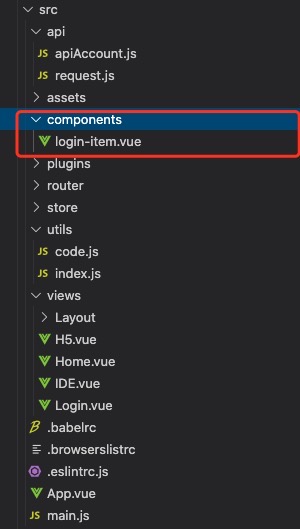 src
api
JS apiAccount.js
JS request.js
assets
components
login-item.vue
plugins
router
store
utils
JS code.js
JS index.js
views
Layout
H5.vue
Home.vue
IDE.vue
Login.vue
.babelrc
.browserslistrc
.eslintrc.js
App.vue
JS main.js